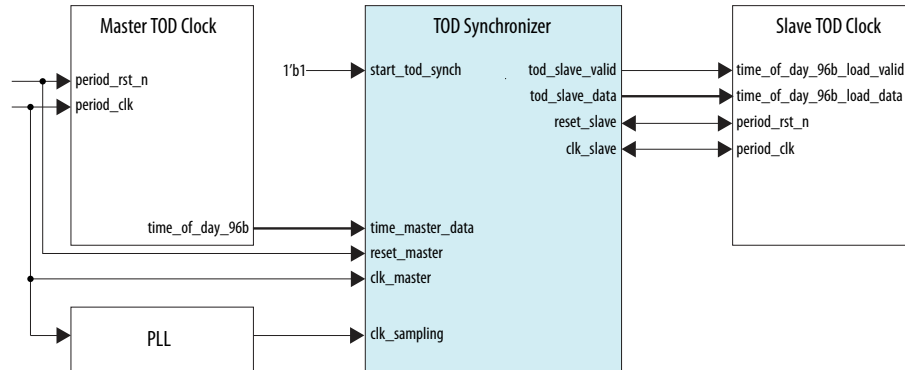 Master TOD Clock
period_rst_n
period_clk
time_of_day_96b
PLL
TOD Synchronizer
1'b1
start_tod_synch
tod_slave_valid
tod_slave_data
reset_slave
clk_slave
time_master_data
reset_master
clk_master
clk_sampling
Slave TOD Clock
time_of_day_96b_load_valid
time_of_day_96b_load_data
period_rst_n
period_clk